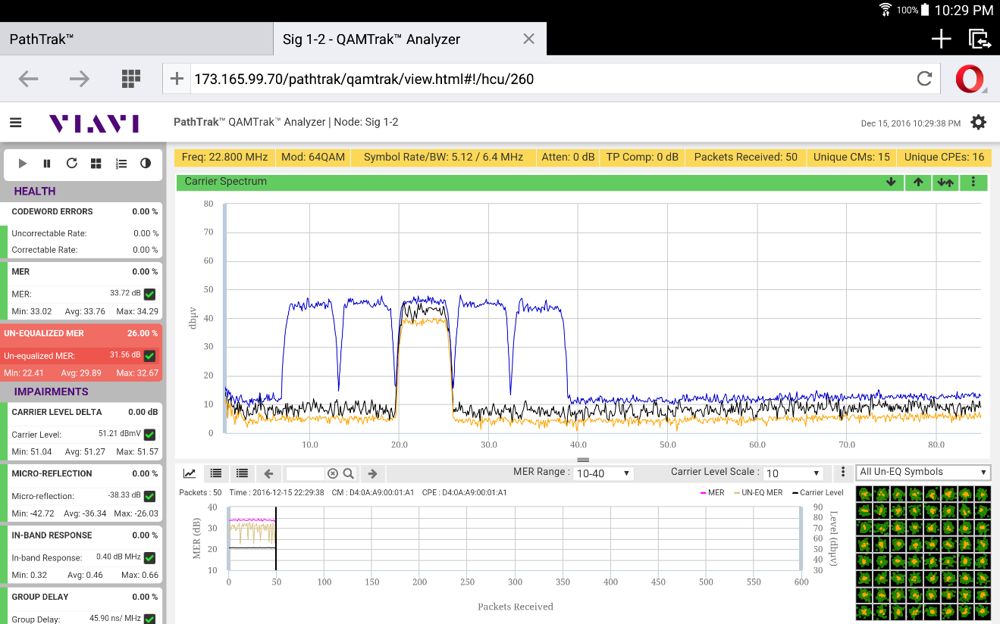 100% 10:29 PM
PathTrak™ Sig 1-2 - QAMTrak™ Analyzer
173.165.99.70/pathtrak/qamtrak/view.html#!/hcu/260
VIAVI PathTrak™ QAMTrak™ Analyzer | Node: Sig 1-2 Dec 15, 2016 10:29:38 PM
Freq: 22.800 MHz Mod: 64QAM Symbol Rate/BW: 5.12 / 6.4 MHz Atten: 0 dB TP Comp: 0 dB Packets Received: 50 Unique CMs: 15 Unique CPEs: 16
HEALTH
CODEWORD ERRORS 0.00 %
Uncorrectable Rate: 0.00 %
Correctable Rate: 0.00 %
MER 0.00 %
MER: 33.72 dB
Min: 33.02 Avg: 33.76 Max: 34.29
UN-EQUALIZED MER 26.00 %
Un-equalized MER: 31.56 dB
Min: 22.41 Avg: 29.89 Max: 32.67
IMPAIRMENTS
CARRIER LEVEL DELTA 0.00 dB
Carrier Level: 51.21 dBmV
Min: 51.04 Avg: 51.27 Max: 51.57
MICRO-REFLECTION 0.00 %
Micro-reflection: -38.33 dB
Min: -42.72 Avg: -36.34 Max: -26.03
IN-BAND RESPONSE 0.00 %
In-band Response: 0.40 dB MHz
Min: 0.32 Avg: 0.46 Max: 0.66
GROUP DELAY 0.00 %
Group Delay: 45.90 ns/ MHz
Carrier Spectrum
80
70
60
50
40
30
20
10
0
dbμv
10.0 20.0 30.0 40.0 50.0 60.0 70.0 80.0
MER Range : 10-40 Carrier Level Scale : 10 All Un-EQ Symbols
Packets : 50 Time : 2016-12-15 22:29:38 CM : D4:0A:A9:00:01:A1 CPE : D4:0A:A9:00:01:A1 MER UN-EQ MER Carrier Level
40
30
20
10
MER (dB)
90
80
70
60
50
40
30
Level (dbμv)
0 50 100 150 200 250 300 350 400 450 500 550 600
Packets Received